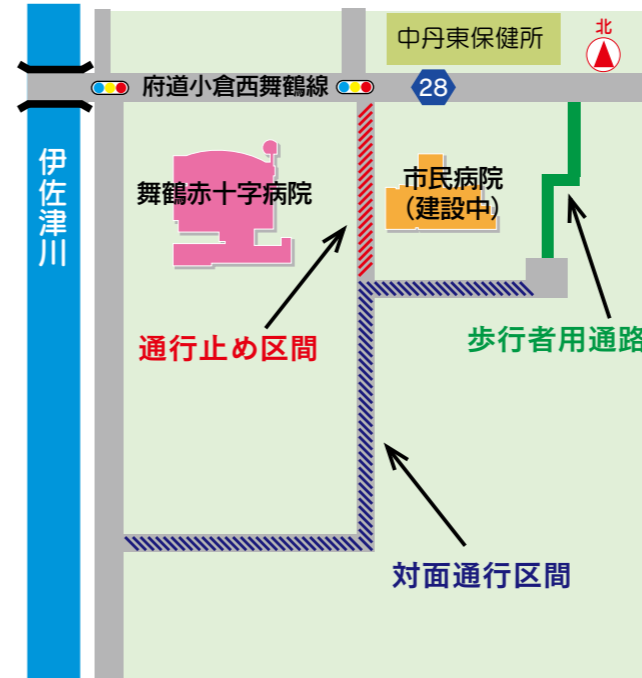 中丹東保健所
北
府道小倉西舞鶴線
28
伊佐津川
舞鶴赤十字病院
市民病院
(建設中)
通行止め区間
歩行者用通路
対面通行区間